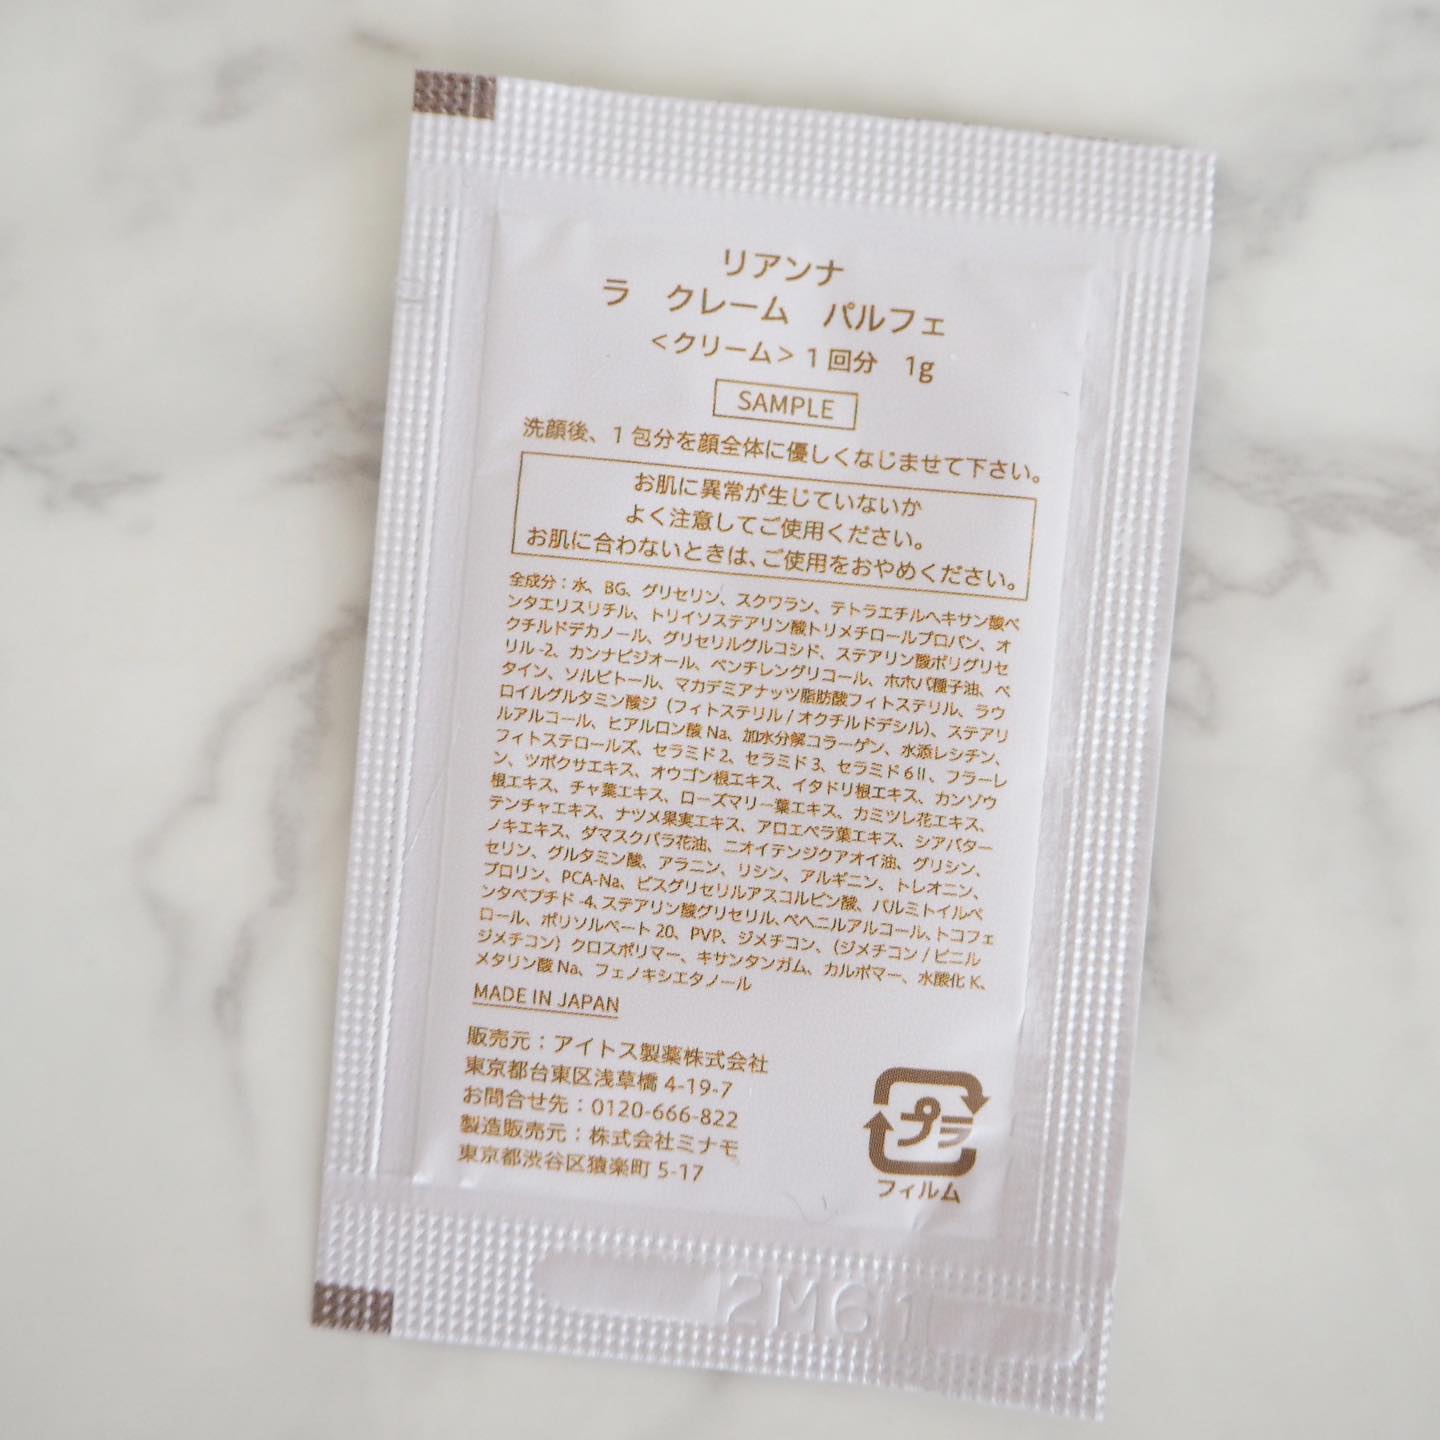 リアンナ
ラ クレーム パルフェ
<クリーム> 1回分 1g
SAMPLE
洗顔後、1包分を顔全体に優しくなじませて下さい。
お肌に異常が生じていないか
よく注意してご使用ください。
お肌に合わないときは、ご使用をおやめください。
全成分：水、BG、グリセリン、スクワラン、テトラエチルヘキサン酸ペ
ンタエリスリチル、トリイソステアリン酸トリメチロールプロパン、オ
クチルドデカノール、グリセリルグルコシド、ステアリン酸ポリグリセ
リル-2、カンナビジオール、ペンチレングリコール、ホホバ種子油、ベ
タイン、ソルビトール、マカデミアナッツ脂肪酸フィトステリル、ラウ
ロイルグルタミン酸ジ（フィトステリル/オクチルドデシル）、ステアリ
ルアルコール、ヒアルロン酸Na、加水分解コラーゲン、水添レシチン、
フィトステロールズ、セラミド2、セラミド3、セラミド6II、フラーレ
ン、ツボクサエキス、オウゴン根エキス、イタドリ根エキス、カンゾウ
根エキス、チャ葉エキス、ローズマリー葉エキス、カミツレ花エキス、
テンチャエキス、ナツメ果実エキス、アロエベラ葉エキス、シアバター
ノキエキス、ダマスクバラ花油、ニオイテンジクアオイ油、グリシン、
セリン、グルタミン酸、アラニン、リシン、アルギニン、トレオニン、
プロリン、PCA-Na、ビスグリセリルアスコルビン酸、パルミトイルペ
ンタペプチド-4、ステアリン酸グリセリル、ベヘニルアルコール、トコフェ
ロール、ポリソルベート20、PVP、ジメチコン、（ジメチコン/ビニル
ジメチコン）クロスポリマー、キサンタンガム、カルボマー、水酸化K、
メタリン酸Na、フェノキシエタノール
MADE IN JAPAN
販売元：アイトス製薬株式会社
東京都台東区浅草橋4-19-7
お問合せ先：0120-666-822
製造販売元：株式会社ミナモ
東京都渋谷区猿楽町5-17
プラ
フィルム
2M61